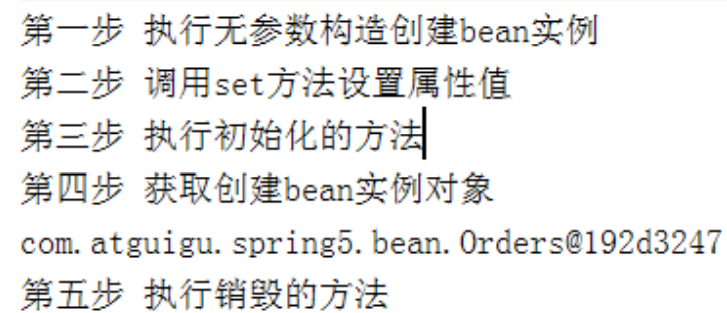 第一步 执行无参数构造创建bean实例
第二步 调用set方法设置属性值
第三步 执行初始化的方法
第四步 获取创建bean实例对象
com.atguigu.spring5.bean.Orders@192d3247
第五步 执行销毁的方法